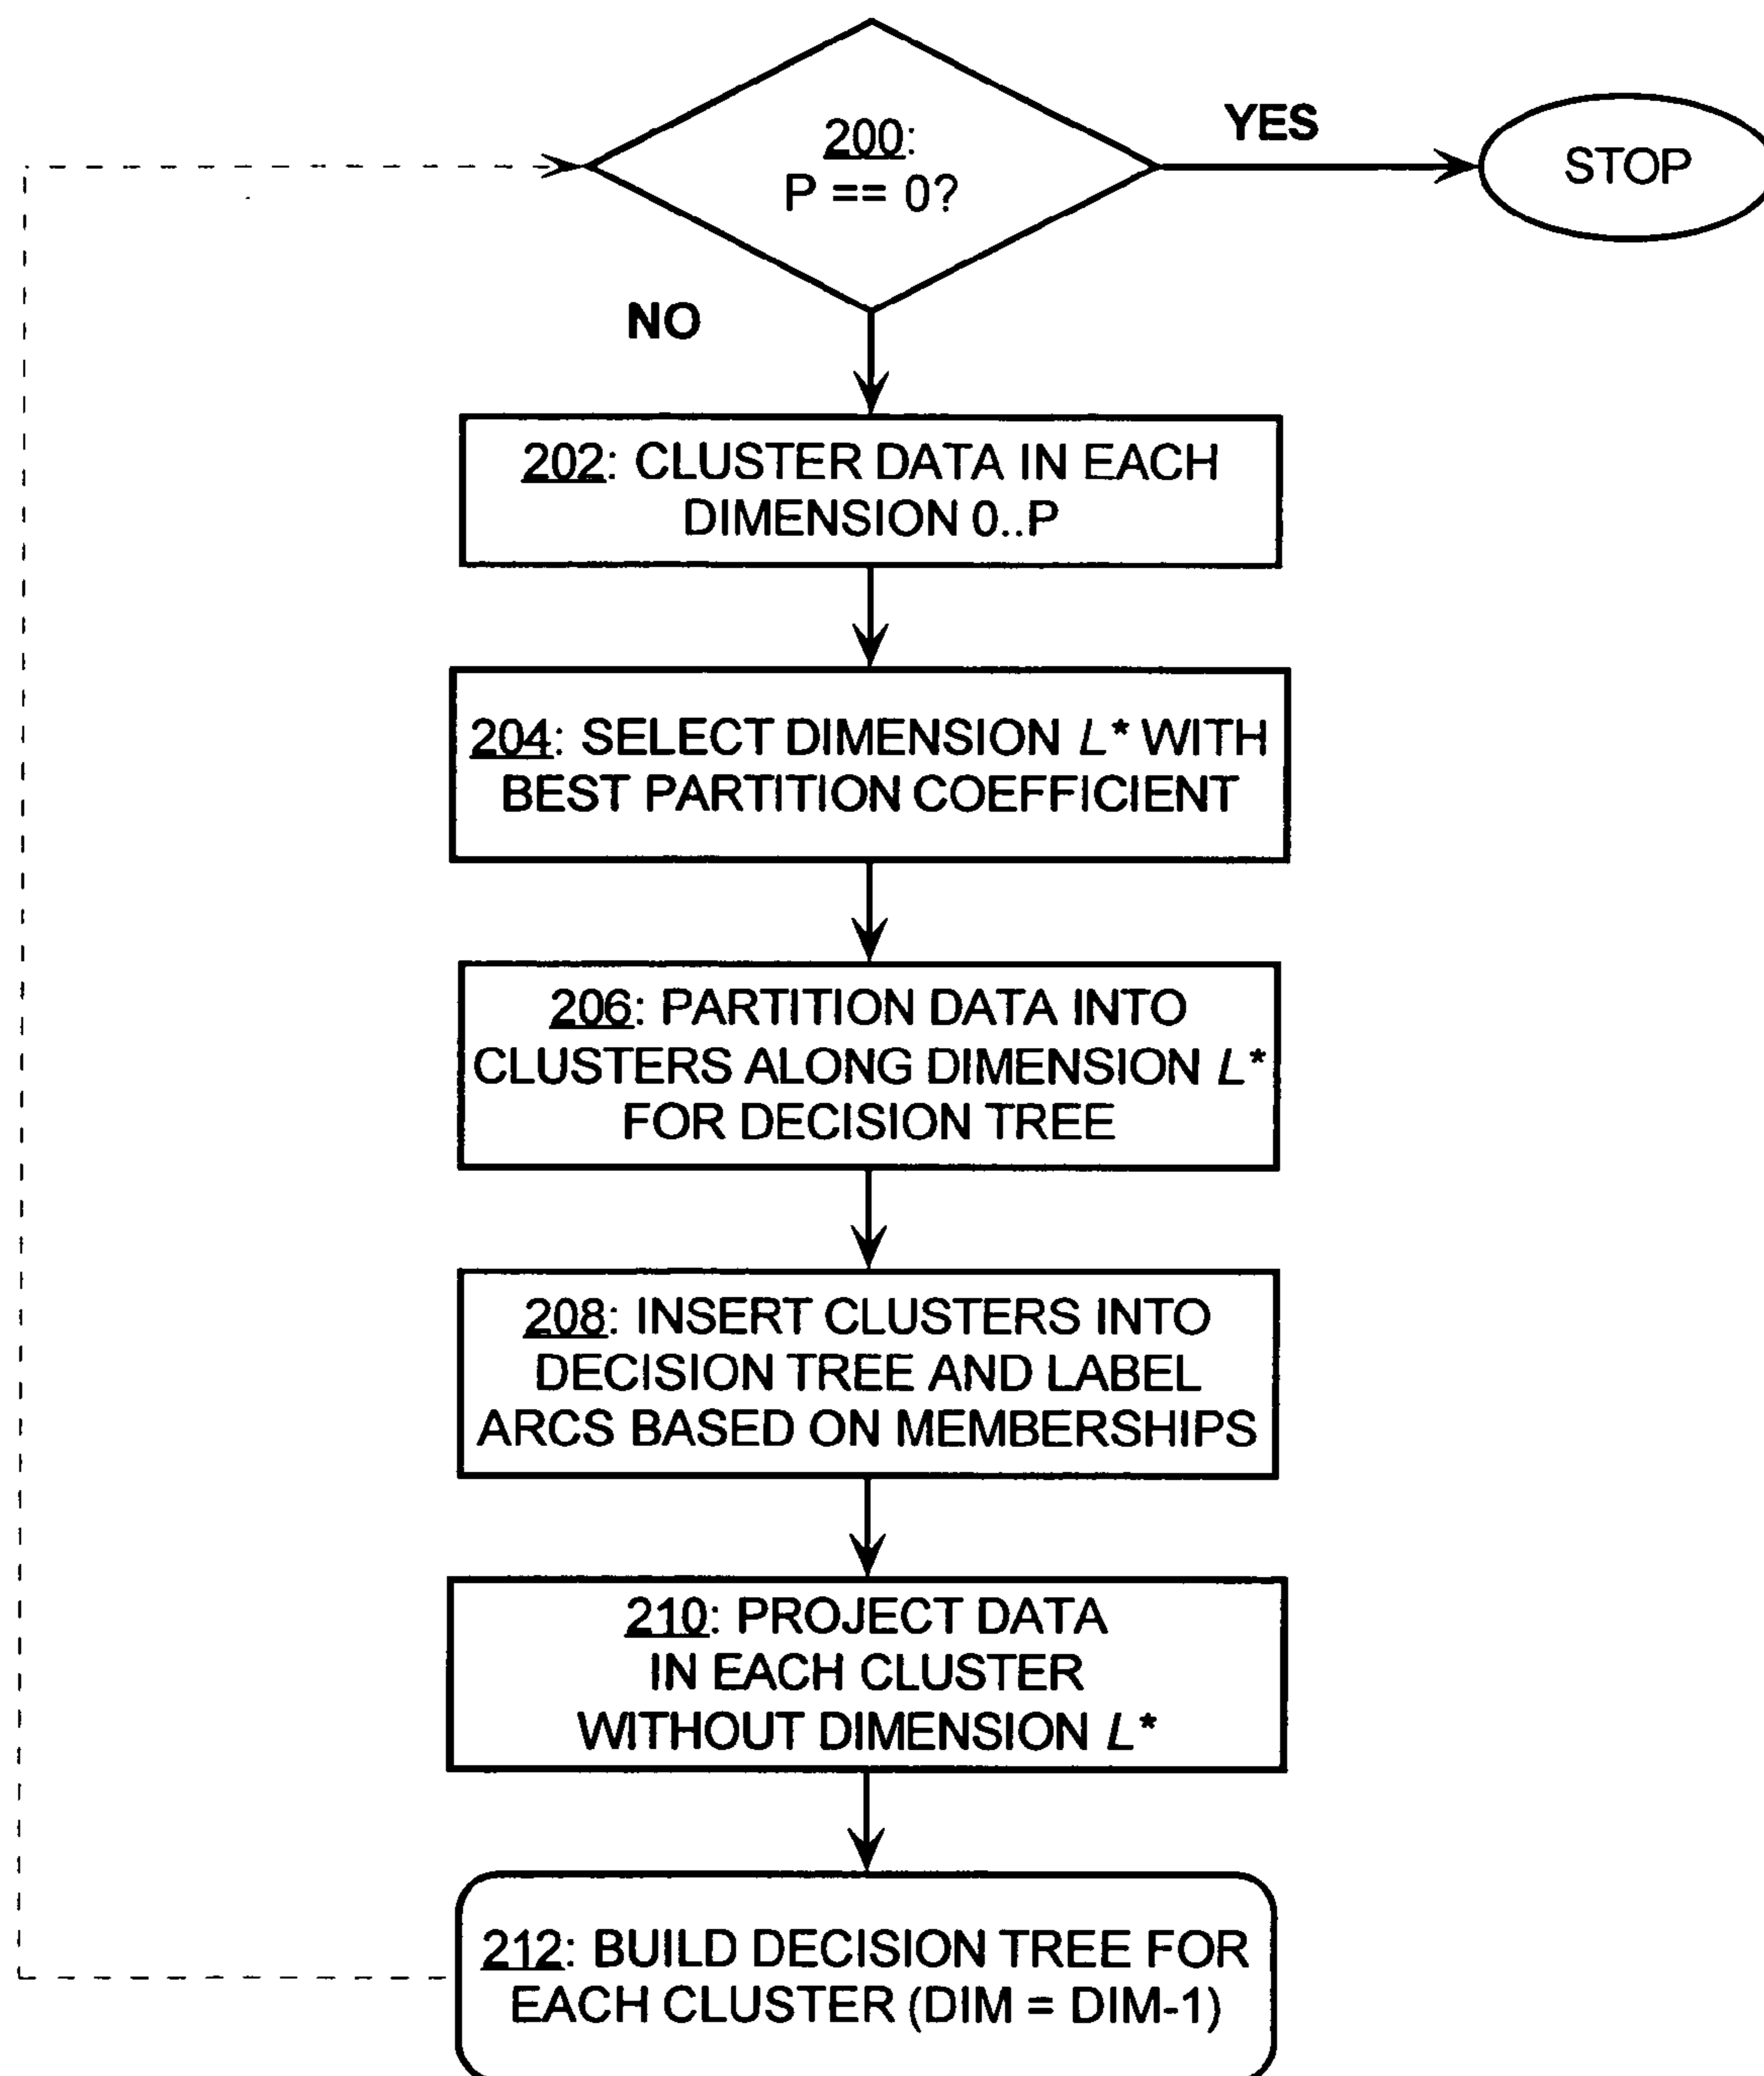 200:
P == 0?
YES
STOP
NO
202: CLUSTER DATA IN EACH
DIMENSION 0..P
204: SELECT DIMENSION L* WITH
BEST PARTITION COEFFICIENT
206: PARTITION DATA INTO
CLUSTERS ALONG DIMENSION L*
FOR DECISION TREE
208: INSERT CLUSTERS INTO
DECISION TREE AND LABEL
ARCS BASED ON MEMBERSHIPS
210: PROJECT DATA
IN EACH CLUSTER
WITHOUT DIMENSION L*
212: BUILD DECISION TREE FOR
EACH CLUSTER (DIM = DIM-1)